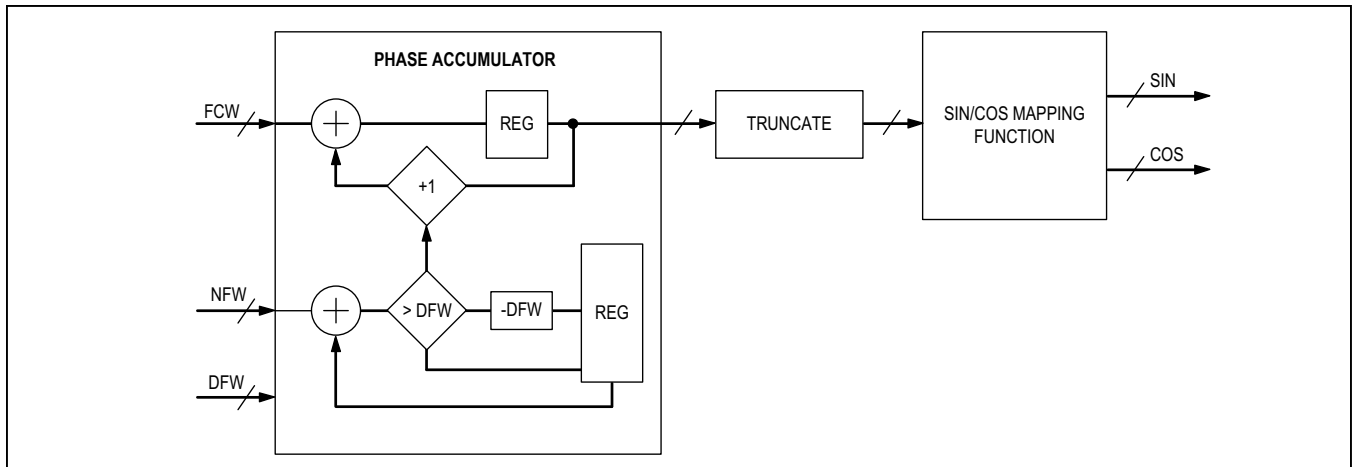 PHASE ACCUMULATOR
FCW
+
REG
+1
TRUNCATE
SIN/COS MAPPING
FUNCTION
SIN
COS
NFW
+
> DFW
-DFW
REG
DFW